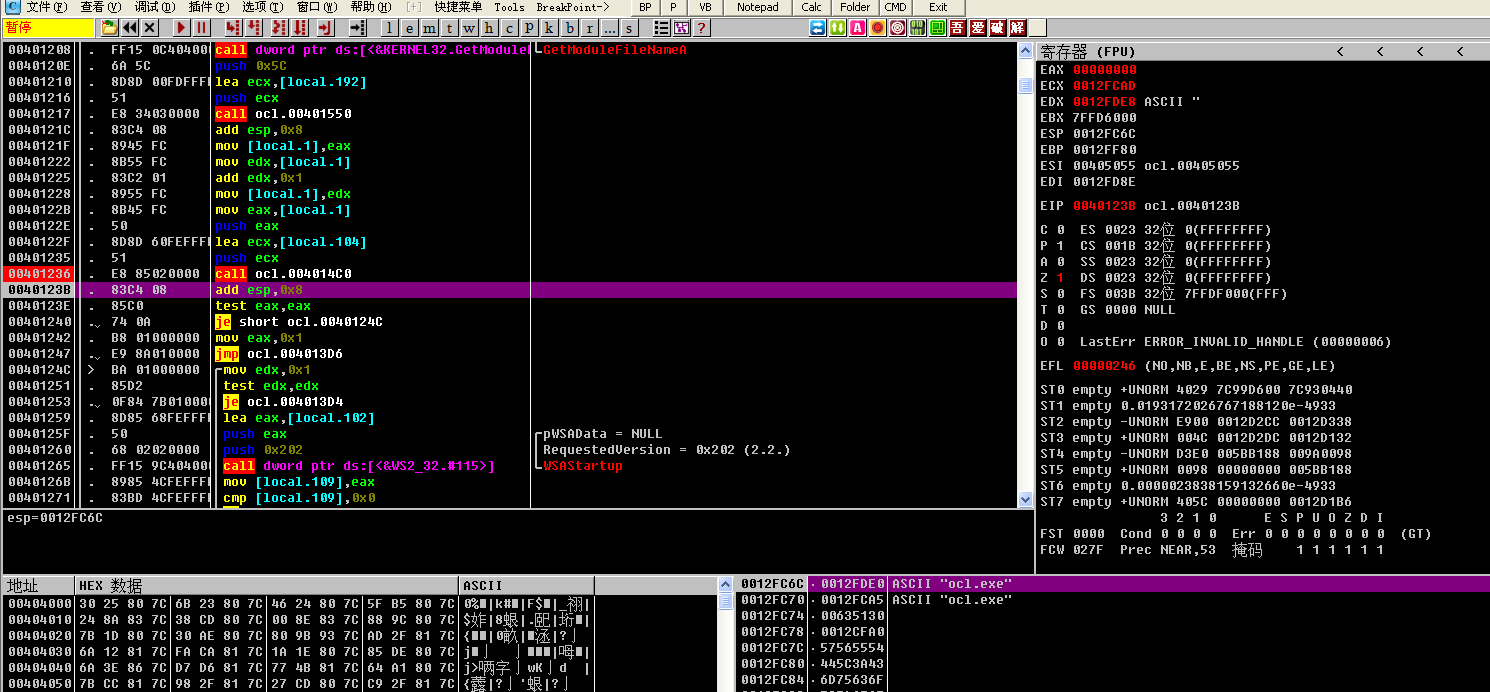 文件(F) 查看(V) 调试(D) 插件(P) 选项(T) 窗口(W) 帮助(H) [+] 快捷菜单 Tools BreakPoint-> BP P VB Notepad Calc Folder CMD Exit
暂停 l e m t w h c p k b r ... s ? 吾 爱 破 解
00401208 . FF15 0C404000 call dword ptr ds:[<&KERNEL32.GetModule GetModuleFileNameA
0040120E . 6A 5C push 0x5C
00401210 . 8D8D 00FDFFFF lea ecx,[local.192]
00401216 . 51 push ecx
00401217 . E8 34030000 call ocl.00401550
0040121C . 83C4 08 add esp,0x8
0040121F . 8945 FC mov [local.1],eax
00401222 . 8B55 FC mov edx,[local.1]
00401225 . 83C2 01 add edx,0x1
00401228 . 8955 FC mov [local.1],edx
0040122B . 8B45 FC mov eax,[local.1]
0040122E . 50 push eax
0040122F . 8D8D 60FEFFFF lea ecx,[local.104]
00401235 . 51 push ecx
00401236 . E8 85020000 call ocl.004014C0
0040123B . 83C4 08 add esp,0x8
0040123E . 85C0 test eax,eax
00401240 . 74 0A je short ocl.0040124C
00401242 . B8 01000000 mov eax,0x1
00401247 . E9 8A010000 jmp ocl.004013D6
0040124C > BA 01000000 mov edx,0x1
00401251 . 85D2 test edx,edx
00401253 . 0F84 7B01000 je ocl.004013D4
00401259 . 8D85 68FEFFF lea eax,[local.102]
0040125F . 50 push eax pWSAData = NULL
00401260 . 68 02020000 push 0x202 RequestedVersion = 0x202 (2.2.)
00401265 . FF15 9C40400 call dword ptr ds:[<&WS2_32.#115>] WSAStartup
0040126B . 8985 4CFEFFF mov [local.109],eax
00401271 . 83BD 4CFEFFF cmp [local.109],0x0
esp=0012FC6C
寄存器 (FPU) < < < <
EAX 00000000
ECX 0012FCAD
EDX 0012FDE8 ASCII "
EBX 7FFD6000
ESP 0012FC6C
EBP 0012FF80
ESI 00405055 ocl.00405055
EDI 0012FD8E
EIP 0040123B ocl.0040123B
C 0 ES 0023 32位 0(FFFFFFFF)
P 1 CS 001B 32位 0(FFFFFFFF)
A 0 SS 0023 32位 0(FFFFFFFF)
Z 1 DS 0023 32位 0(FFFFFFFF)
S 0 FS 003B 32位 7FFDF000(FFF)
T 0 GS 0000 NULL
D 0
O 0 LastErr ERROR_INVALID_HANDLE (00000006)
EFL 00000246 (NO,NB,E,BE,NS,PE,GE,LE)
ST0 empty +UNORM 4029 7C99D600 7C930440
ST1 empty 0.0193172026767188120e-4933
ST2 empty -UNORM E900 0012D2CC 0012D338
ST3 empty +UNORM 004C 0012D2DC 0012D132
ST4 empty -UNORM D3E0 005BB188 009A0098
ST5 empty +UNORM 0098 00000000 005BB188
ST6 empty 0.0000023838159132660e-4933
ST7 empty +UNORM 405C 00000000 0012D1B6
3 2 1 0 E S P U O Z D I
FST 0000 Cond 0 0 0 0 Err 0 0 0 0 0 0 0 0 (GT)
FCW 027F Prec NEAR,53 掩码 1 1 1 1 1 1
地址 HEX 数据 ASCII
00404000 30 25 80 7C 6B 23 80 7C 46 24 80 7C 5F B5 80 7C
00404010 24 8A 83 7C 38 CD 80 7C 00 8E 83 7C 88 9C 80 7C
00404020 7B 1D 80 7C 30 AE 80 7C 80 9B 93 7C AD 2F 81 7C
00404030 6A 12 81 7C FA CA 81 7C 1A 1E 80 7C 85 DE 80 7C
00404040 6A 3E 86 7C D7 D6 81 7C 77 4B 81 7C 64 A1 80 7C
00404050 7B CC 81 7C 98 2F 81 7C 27 CD 80 7C C9 2F 81 7C
0012FC6C 0012FDE0 ASCII "ocl.exe"
0012FC70 0012FCA5 ASCII "ocl.exe"
0012FC74 00635130
0012FC78 0012CFA0
0012FC7C 57565554
0012FC80 445C3A43
0012FC84 6D75636F